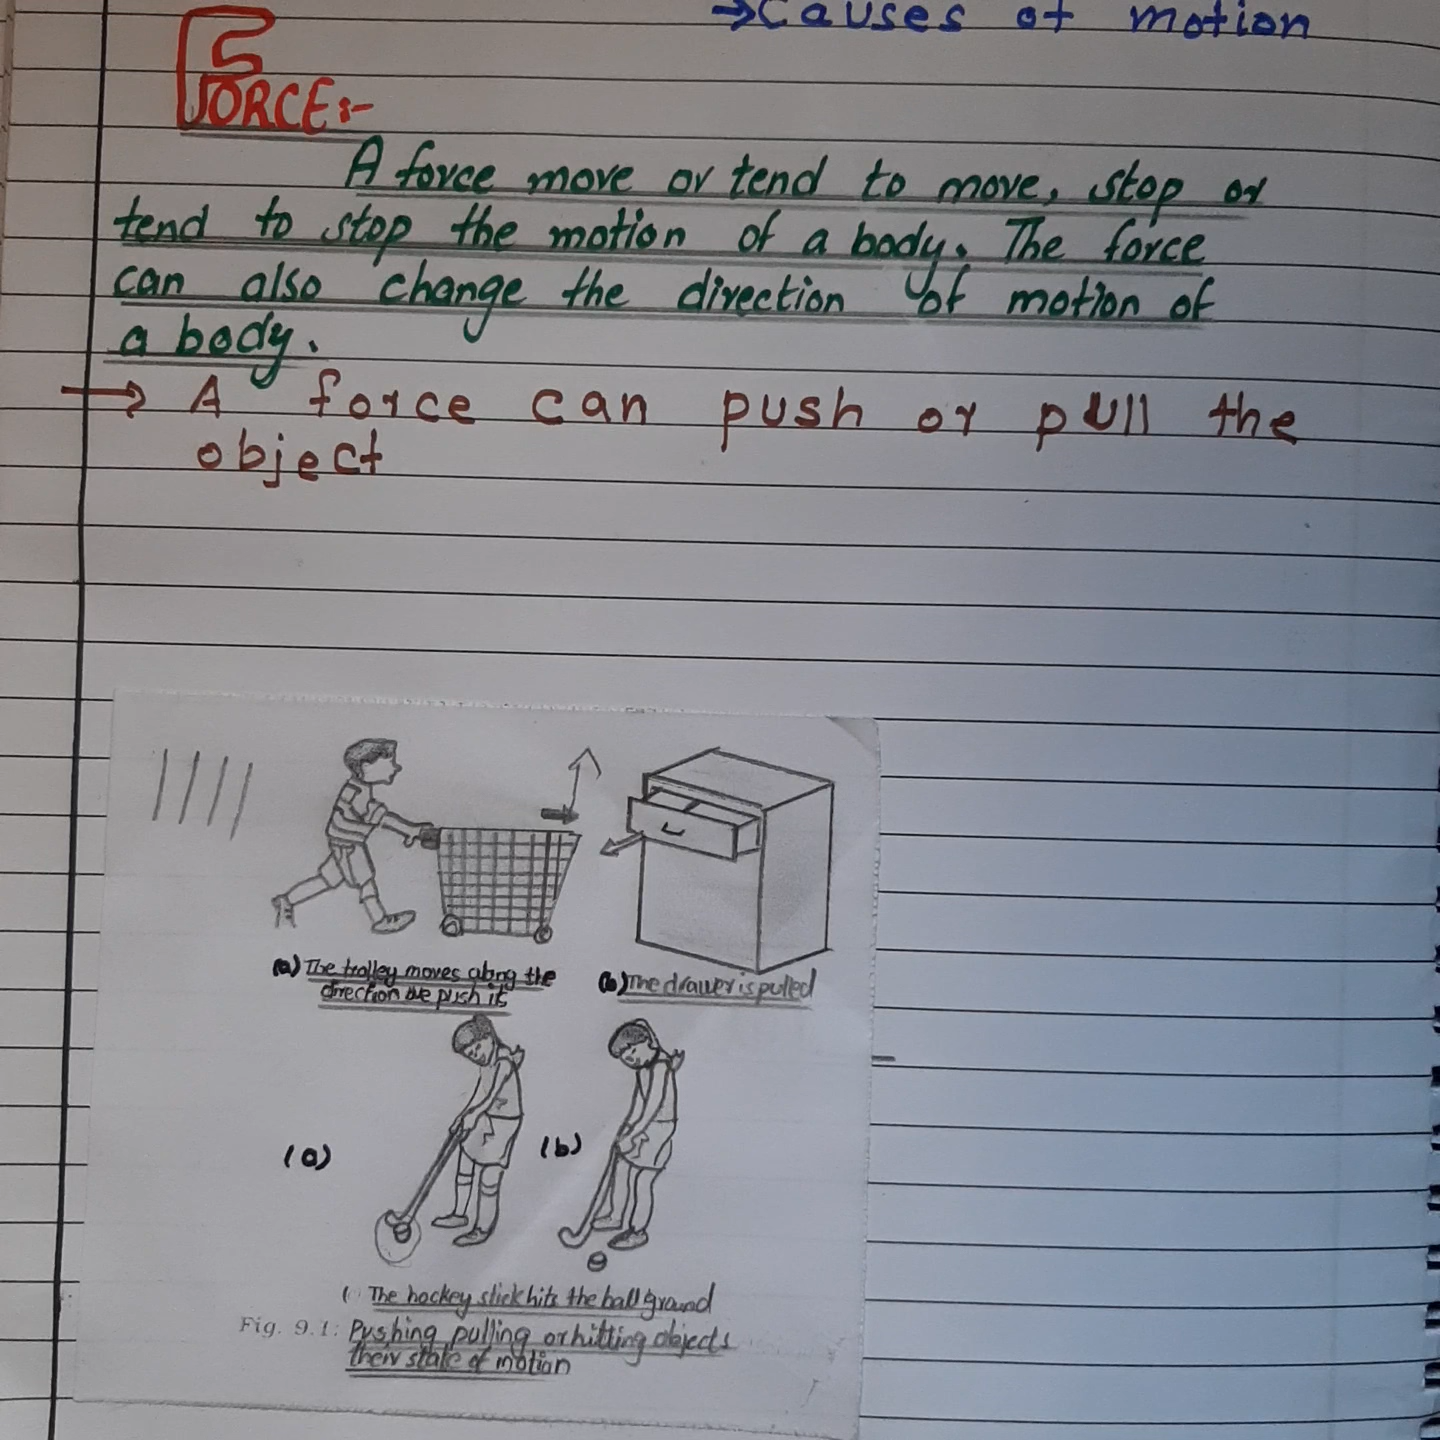 →Causes of motion
FORCE:-
A force move or tend to move, stop or
tend to stop the motion of a body. The force
can also change the direction of motion of
a body.
→ A force can push or pull the
object
(a) The trolley moves along the
direction we push it
(b) The drawer is pulled
(a)
(b)
( The hockey stick hits the ball ground
Fig. 9.1: Pushing pulling or hitting objects
their state of motion